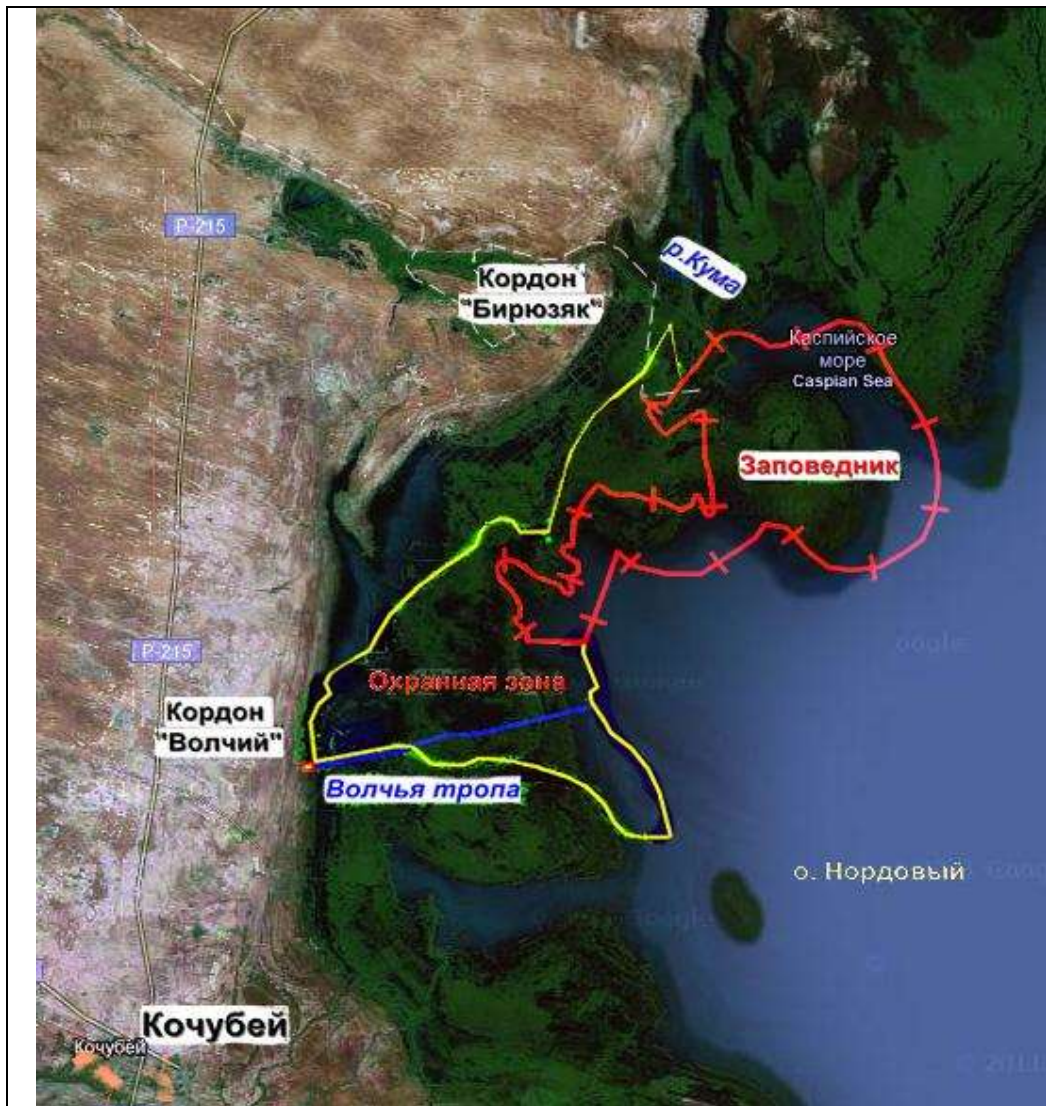 Р-215
р.Кума
Кордон
"Бирюзяк"
Каспийское
море
Caspian Sea
Заповедник
Р-215
Охранная зона
Кордон
"Волчий"
Волчья тропа
о. Нордовый
Кочубей
Кочубей